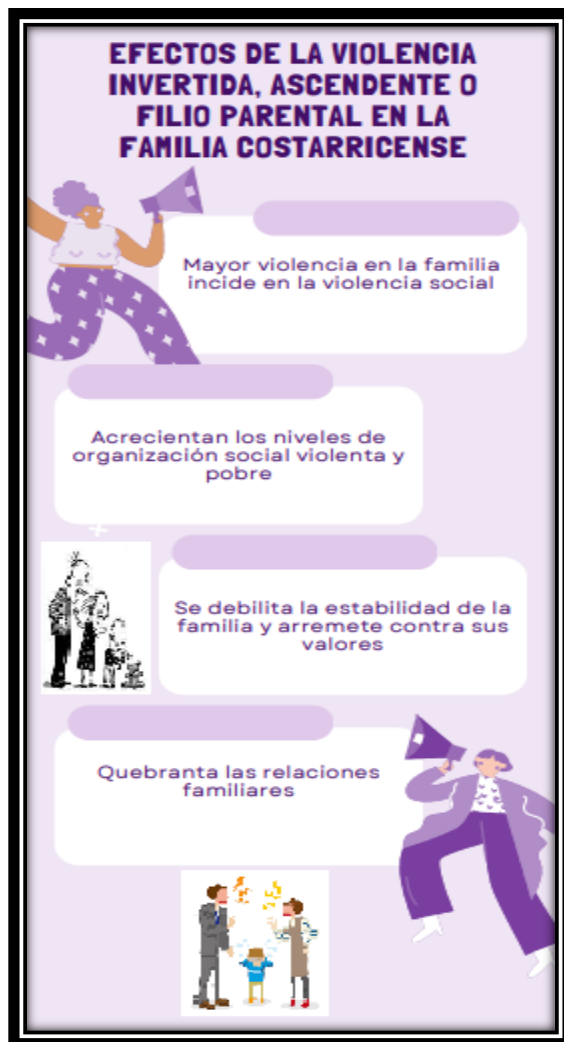 EFECTOS DE LA VIOLENCIA
INVERTIDA, ASCENDENTE O
FILIO PARENTAL EN LA
FAMILIA COSTARRICENSE
Mayor violencia en la familia
incide en la violencia social
Acrecientan los niveles de
organización social violenta y
pobre
Se debilita la estabilidad de la
familia y arremete contra sus
valores
Quebranta las relaciones
familiares